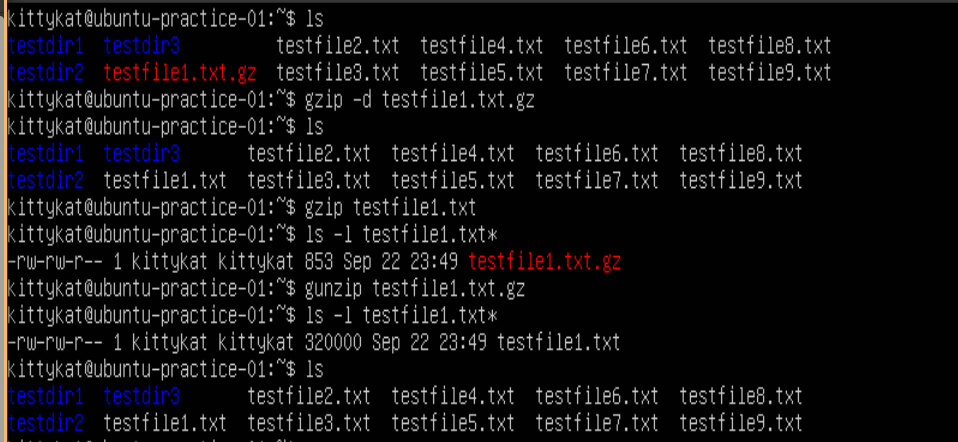 kittykat@ubuntu-practice-01:~$ ls
testdir1 testdir3 testfile2.txt testfile4.txt testfile6.txt testfile8.txt
testdir2 testfile1.txt.gz testfile3.txt testfile5.txt testfile7.txt testfile9.txt
kittykat@ubuntu-practice-01:~$ gzip -d testfile1.txt.gz
kittykat@ubuntu-practice-01:~$ ls
testdir1 testdir3 testfile2.txt testfile4.txt testfile6.txt testfile8.txt
testdir2 testfile1.txt testfile3.txt testfile5.txt testfile7.txt testfile9.txt
kittykat@ubuntu-practice-01:~$ gzip testfile1.txt
kittykat@ubuntu-practice-01:~$ ls -l testfile1.txt*
-rw-rw-r-- 1 kittykat kittykat 853 Sep 22 23:49 testfile1.txt.gz
kittykat@ubuntu-practice-01:~$ gunzip testfile1.txt.gz
kittykat@ubuntu-practice-01:~$ ls -l testfile1.txt*
-rw-rw-r-- 1 kittykat kittykat 320000 Sep 22 23:49 testfile1.txt
kittykat@ubuntu-practice-01:~$ ls
testdir1 testdir3 testfile2.txt testfile4.txt testfile6.txt testfile8.txt
testdir2 testfile1.txt testfile3.txt testfile5.txt testfile7.txt testfile9.txt